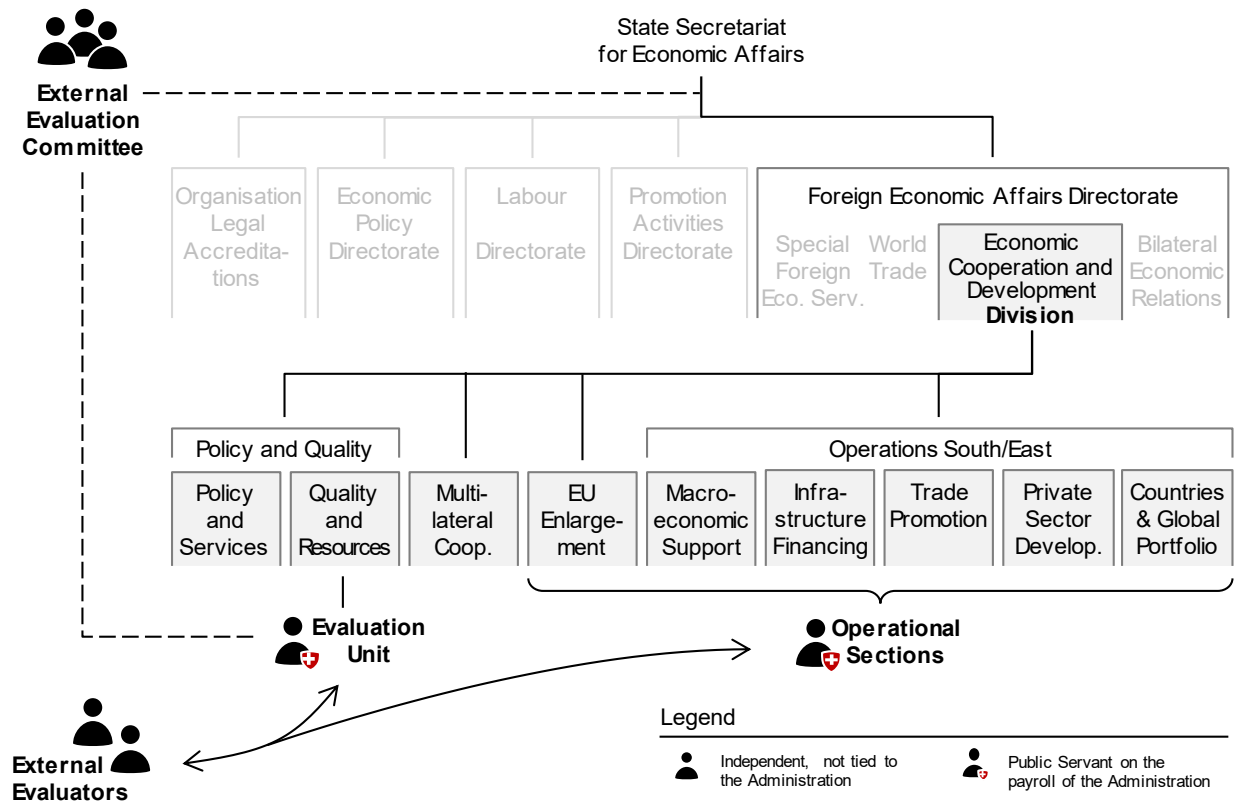 State Secretariat
for Economic Affairs
External
Evaluation
Committee
Organisation
Legal
Accredita-
tions
Economic
Policy
Directorate
Labour
Directorate
Promotion
Activities
Directorate
Foreign Economic Affairs Directorate
Special
Foreign
Eco. Serv.
World
Trade
Economic
Cooperation and
Development
Division
Bilateral
Economic
Relations
Policy and Quality
Operations South/East
Policy
and
Services
Quality
and
Resources
Multi-
lateral
Coop.
EU
Enlarge-
ment
Macro-
economic
Support
Infra-
structure
Financing
Trade
Promotion
Private
Sector
Develop.
Countries
& Global
Portfolio
Evaluation
Unit
Operational
Sections
External
Evaluators
Legend
Independent, not tied to
the Administration
Public Servant on the
payroll of the Administration